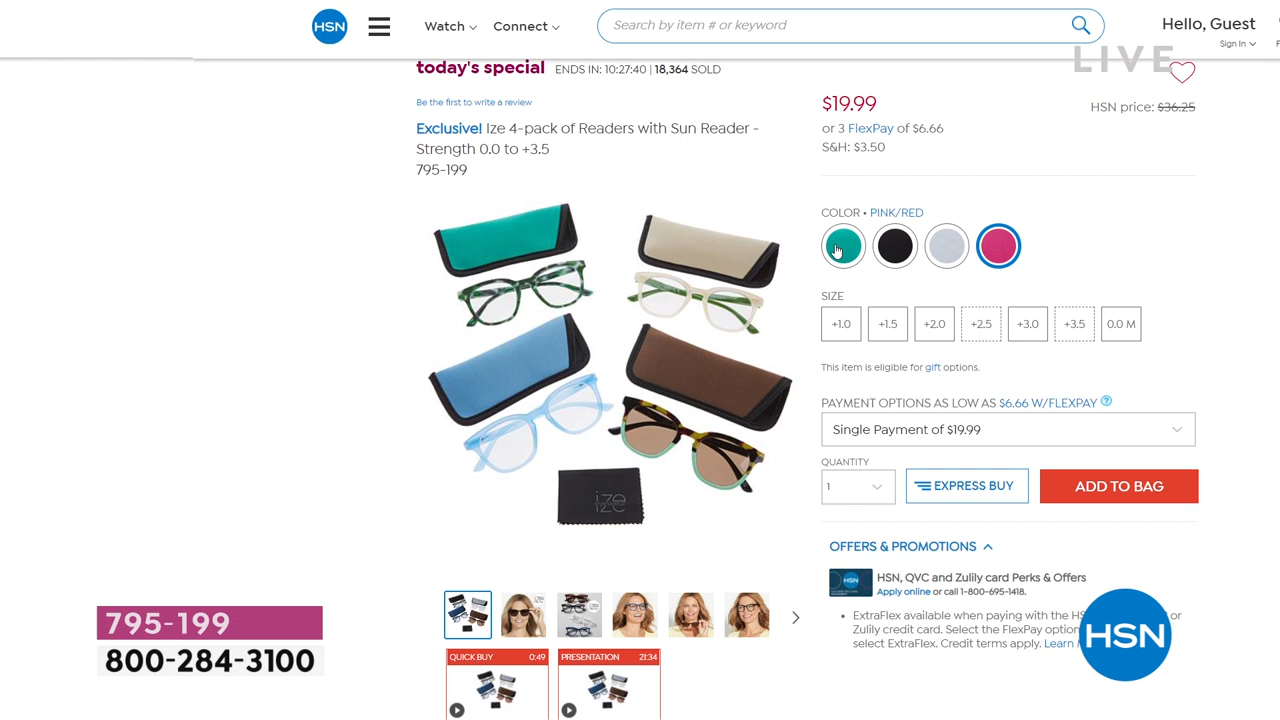 HSN
Watch
Connect
Search by item # or keyword
Hello, Guest
Sign In
LIVE
today's special ENDS IN: 10:27:40 | 18,364 SOLD
Be the first to write a review
Exclusive! Ize 4-pack of Readers with Sun Reader -
Strength 0.0 to +3.5
795-199
$19.99
HSN price: $36.25
or 3 FlexPay of $6.66
S&H: $3.50
COLOR • PINK/RED
SIZE
+1.0 +1.5 +2.0 +2.5 +3.0 +3.5 0.0 M
This item is eligible for gift options.
PAYMENT OPTIONS AS LOW AS $6.66 W/FLEXPAY ?
Single Payment of $19.99
QUANTITY
1
EXPRESS BUY
ADD TO BAG
ize
OFFERS & PROMOTIONS
HSN
HSN, QVC and Zulily card Perks & Offers
Apply online or call 1-800-695-1418.
• ExtraFlex available when paying with the HS or
Zulily credit card. Select the FlexPay option
select ExtraFlex. Credit terms apply. Learn
QUICK BUY 0:49
PRESENTATION 21:34
795-199
800-284-3100
HSN